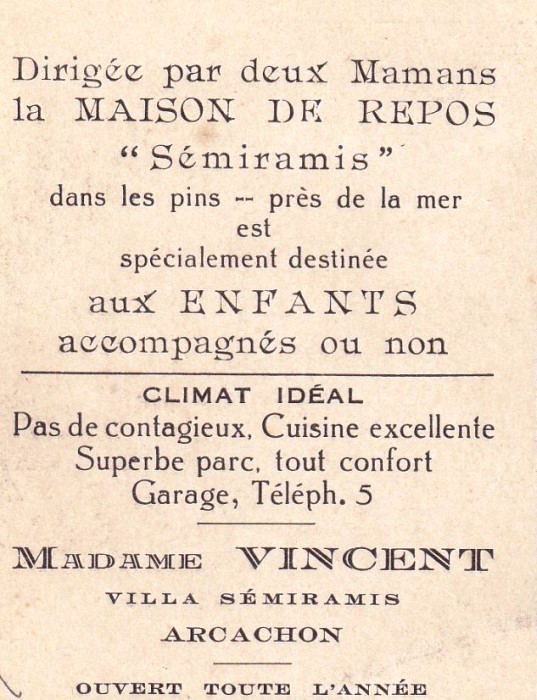 Dirigée par deux Mamans
la MAISON DE REPOS
"Sémiramis"
dans les pins -- près de la mer
est
spécialement destinée
aux ENFANTS
accompagnés ou non
CLIMAT IDÉAL
Pas de contagieux, Cuisine excellente
Superbe parc, tout confort
Garage, Téléph. 5
MADAME VINCENT
VILLA SÉMIRAMIS
ARCACHON
OUVERT TOUTE L'ANNÉE